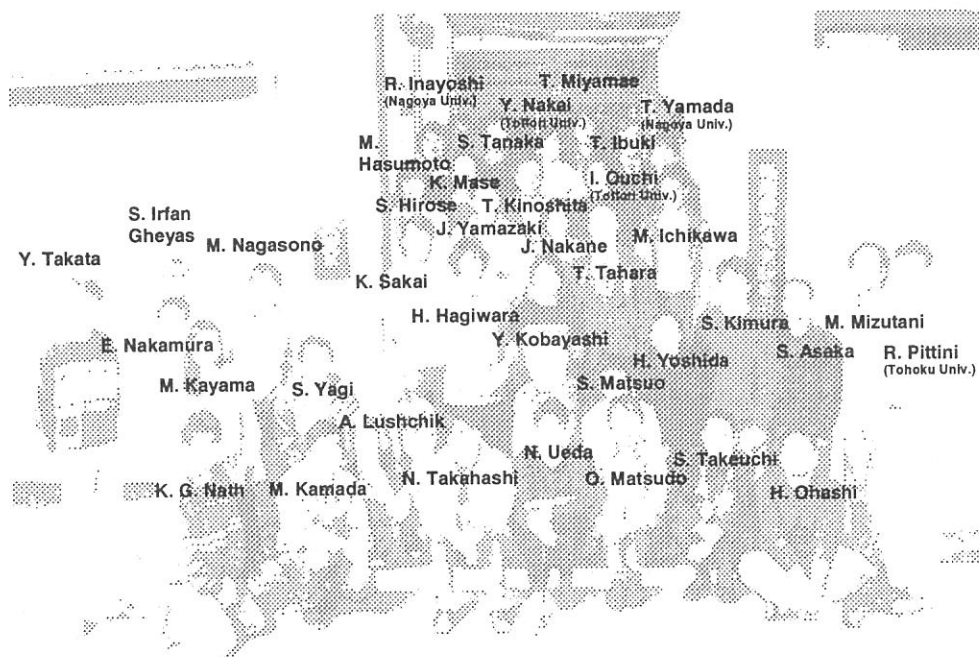 R. Inayoshi
(Nagoya Univ.)
T. Miyamae
Y. Nakai
(Tottori Univ.)
T. Yamada
(Nagoya Univ.)
M.
Hasumoto
S. Tanaka
T. Ibuki
K. Mase
I. Ouchi
(Tottori Univ.)
S. Hirose
T. Kinoshita
S. Irfan
Gheyas
J. Yamazaki
M. Nagasono
J. Nakane
M. Ichikawa
Y. Takata
K. Sakai
T. Tahara
H. Hagiwara
S. Kimura
M. Mizutani
E. Nakamura
Y. Kobayashi
H. Yoshida
S. Asaka
R. Pittini
(Tohoku Univ.)
M. Kayama
S. Yagi
S. Matsuo
A. Lushchik
N. Ueda
S. Takeuchi
K. G. Nath
M. Kamada
N. Takahashi
O. Matsudo
H. Ohashi